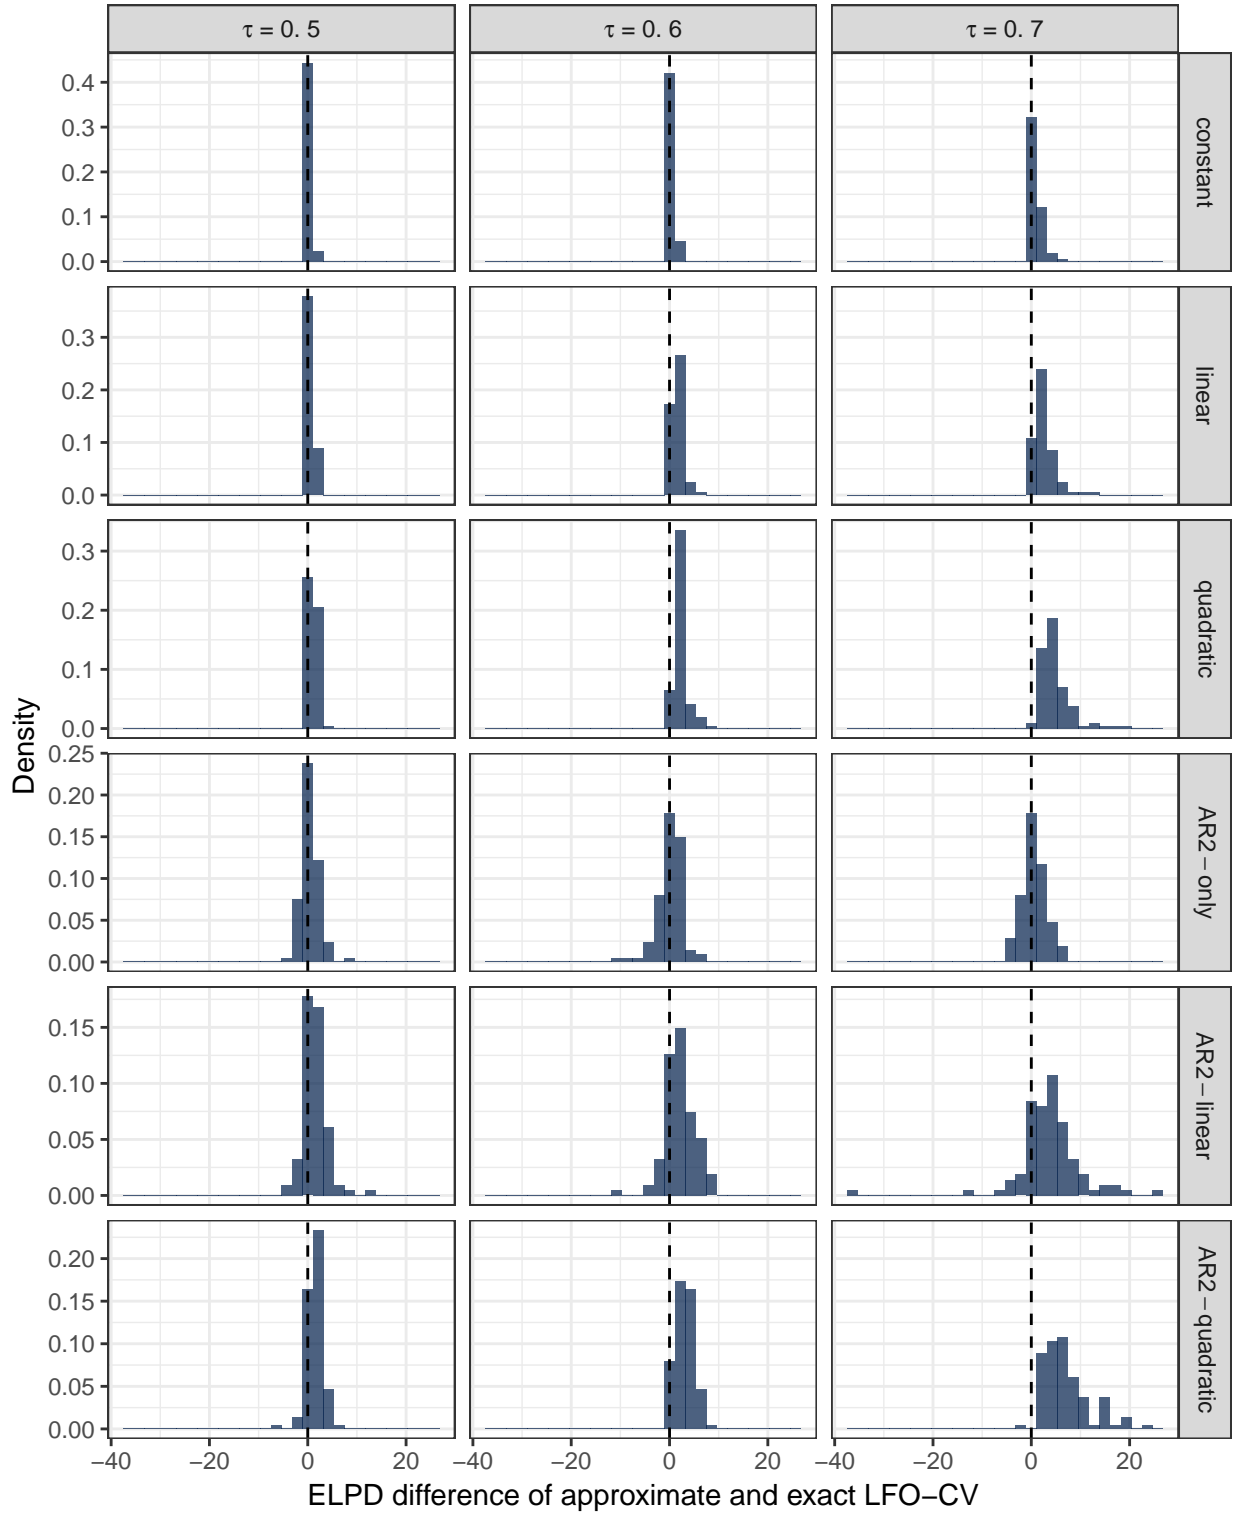 τ = 0. 5
τ = 0. 6
τ = 0. 7
0.4
0.3
0.2
0.1
0.0
constant
0.3
0.2
0.1
0.0
linear
0.3
0.2
0.1
0.0
quadratic
Density
0.25
0.20
0.15
0.10
0.05
0.00
AR2−only
0.15
0.10
0.05
0.00
AR2−linear
0.20
0.15
0.10
0.05
0.00
AR2−quadratic
−40 −20 0 20 −40 −20 0 20 −40 −20 0 20
ELPD difference of approximate and exact LFO−CV